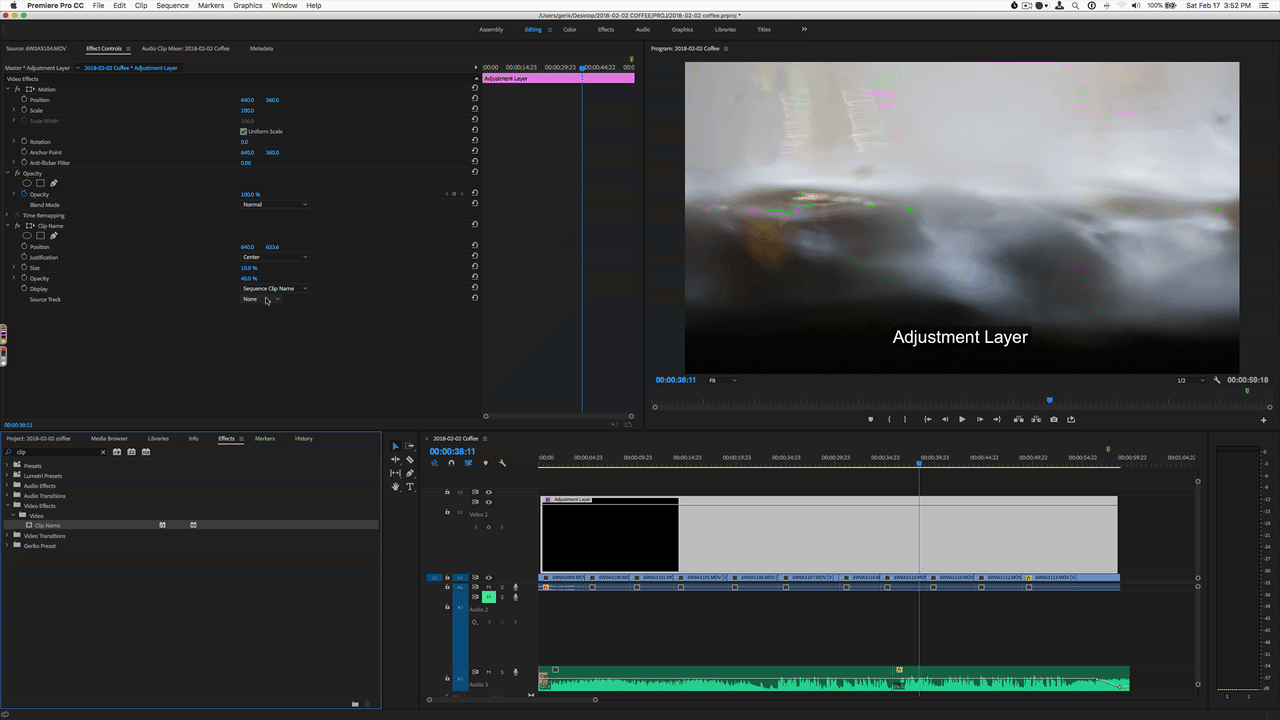 Premiere Pro CC File Edit Clip Sequence Markers Graphics Window Help 100% Sat Feb 17 3:52 PM
/Users/gerik/Desktop/2018-02-02 COFFEE/PROJ/2018-02-02 coffee.prproj *
Assembly Editing Color Effects Audio Graphics Libraries Titles
Source: 6W0A3104.MOV Effect Controls Audio Clip Mixer: 2018-02-02 Coffee Metadata
Program: 2018-02-02 Coffee
Master * Adjustment Layer 2018-02-02 Coffee * Adjustment Layer
:00:00 00:00:14:23 00:00:29:23 00:00:44:22 00:0
Video Effects
Adjustment Layer
Motion
Position 640.0 360.0
Scale 100.0
Scale Width 100.0
Uniform Scale
Rotation 0.0
Anchor Point 640.0 360.0
Anti-flicker Filter 0.00
Opacity
Opacity 100.0 %
Blend Mode Normal
Time Remapping
Clip Name
Position 640.0 633.6
Justification Center
Size 10.0 %
Opacity 40.0 %
Display Sequence Clip Name
Source Track None
00:00:38:11
Adjustment Layer
00:00:38:11 Fit 1/2 00:00:59:18
Project: 2018-02-02 coffee Media Browser Libraries Info Effects Markers History
clip
Presets
Lumetri Presets
Audio Effects
Audio Transitions
Video Effects
Video
Clip Name
Video Transitions
Geriks Preset
2018-02-02 Coffee
00:00:38:11
:00:00 00:00:04:23 00:00:09:23 00:00:14:23 00:00:19:23 00:00:24:23 00:00:29:23 00:00:34:23 00:00:39:23 00:00:44:22 00:00:49:22 00:00:54:22 00:00:59:22 00:01:04:22
V3
Adjustment Layer
V2
Video 2
V1 V1 6W0A3099.MOV 6W0A3100.MO 6W0A3101.MO 6W0A3105.MOV [V] 6W0A3106.MOV [V] 6W0A3107.MOV [V] 6W0A3110.M 6W0A3110.MO 6W0A3110.MOV 6W0A3112.MOV 6W0A3113.MOV [V]
M S
M S
Audio 2
M S
Audio 3
S S